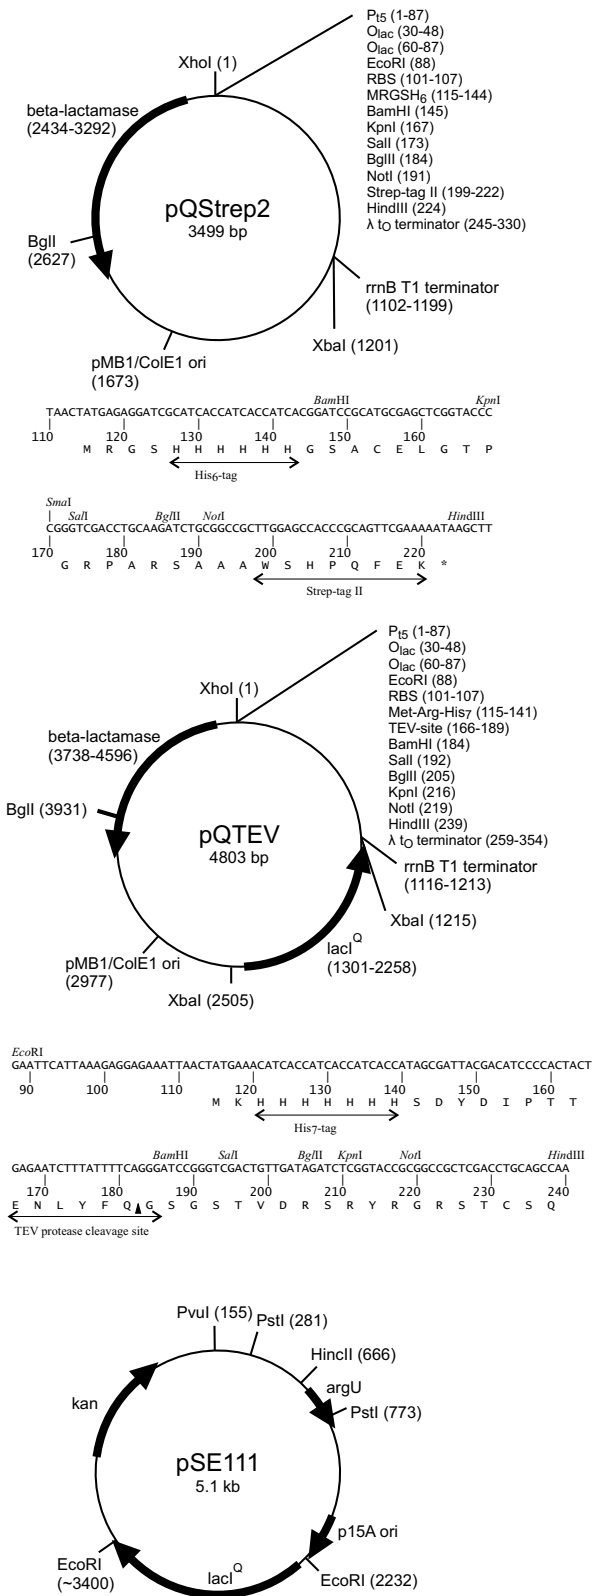 Pt5 (1-87)
Olac (30-48)
Olac (60-87)
EcoRI (88)
RBS (101-107)
MRGSH6 (115-144)
BamHI (145)
KpnI (167)
SalI (173)
BglII (184)
NotI (191)
Strep-tag II (199-222)
HindIII (224)
λ tO terminator (245-330)
XhoI (1)
beta-lactamase
(2434-3292)
pQStrep2
3499 bp
BglI
(2627)
rrnB T1 terminator
(1102-1199)
XbaI (1201)
pMB1/ColE1 ori
(1673)
BamHI KpnI
TAACTATGAGAGGATCGCATCACCATCACCATCACGGATCCGCATGCGAGCTCGGTACCC
110 120 130 140 150 160
M R G S H H H H H H G S A C E L G T P
His6-tag
SmaI
SalI BglII NotI HindIII
CGGGTCGACCTGCAAGATCTGCGGCCGCTTGGAGCCACCCGCAGTTCGAAAAATAAGCTT
170 180 190 200 210 220
G R P A R S A A A W S H P Q F E K *
Strep-tag II
Pt5 (1-87)
Olac (30-48)
Olac (60-87)
EcoRI (88)
RBS (101-107)
Met-Arg-His7 (115-141)
TEV-site (166-189)
BamHI (184)
SalI (192)
BglII (205)
KpnI (216)
NotI (219)
HindIII (239)
λ tO terminator (259-354)
XhoI (1)
beta-lactamase
(3738-4596)
BglI (3931)
pQTEV
4803 bp
rrnB T1 terminator
(1116-1213)
XbaI (1215)
lacIQ
(1301-2258)
pMB1/ColE1 ori
(2977)
XbaI (2505)
EcoRI
GAATTCATTAAAGAGGAGAAATTAACTATGAAACATCACCATCACCATCACCATAGCGATTACGACATCCCCACTACT
90 100 110 120 130 140 150 160
M K H H H H H H H S D Y D I P T T
His7-tag
BamHI SalI BglII KpnI NotI HindIII
GAGAATCTTTATTTTCAGGGATCCGGGTCGACTGTTGATAGATCTCGGTACCGCGGCCGCTCGACCTGCAGCCAA
170 180 190 200 210 220 230 240
E N L Y F Q G S G S T V D R S R Y R G R S T C S Q
TEV protease cleavage site
PvuI (155)
PstI (281)
HincII (666)
argU
PstI (773)
kan
pSE111
5.1 kb
p15A ori
EcoRI
(~3400)
lacIQ
EcoRI (2232)